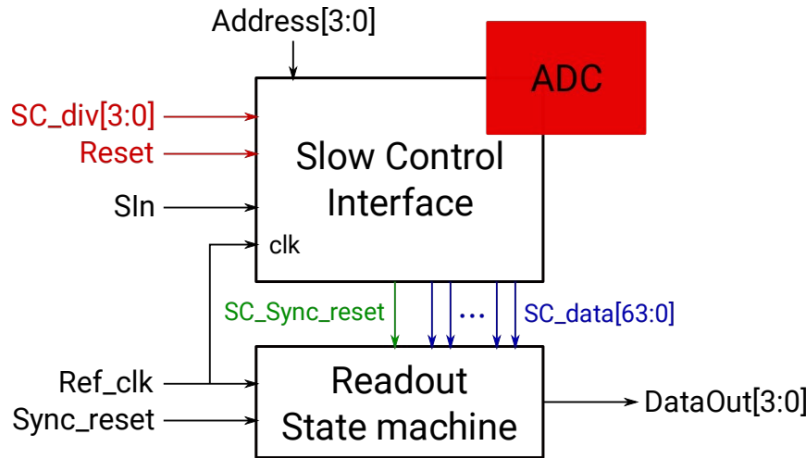 Address[3:0]
ADC
SC_div[3:0]
Reset
Slow Control
Interface
SIn
clk
SC_Sync_reset
...
SC_data[63:0]
Ref_clk
Sync_reset
Readout
State machine
DataOut[3:0]